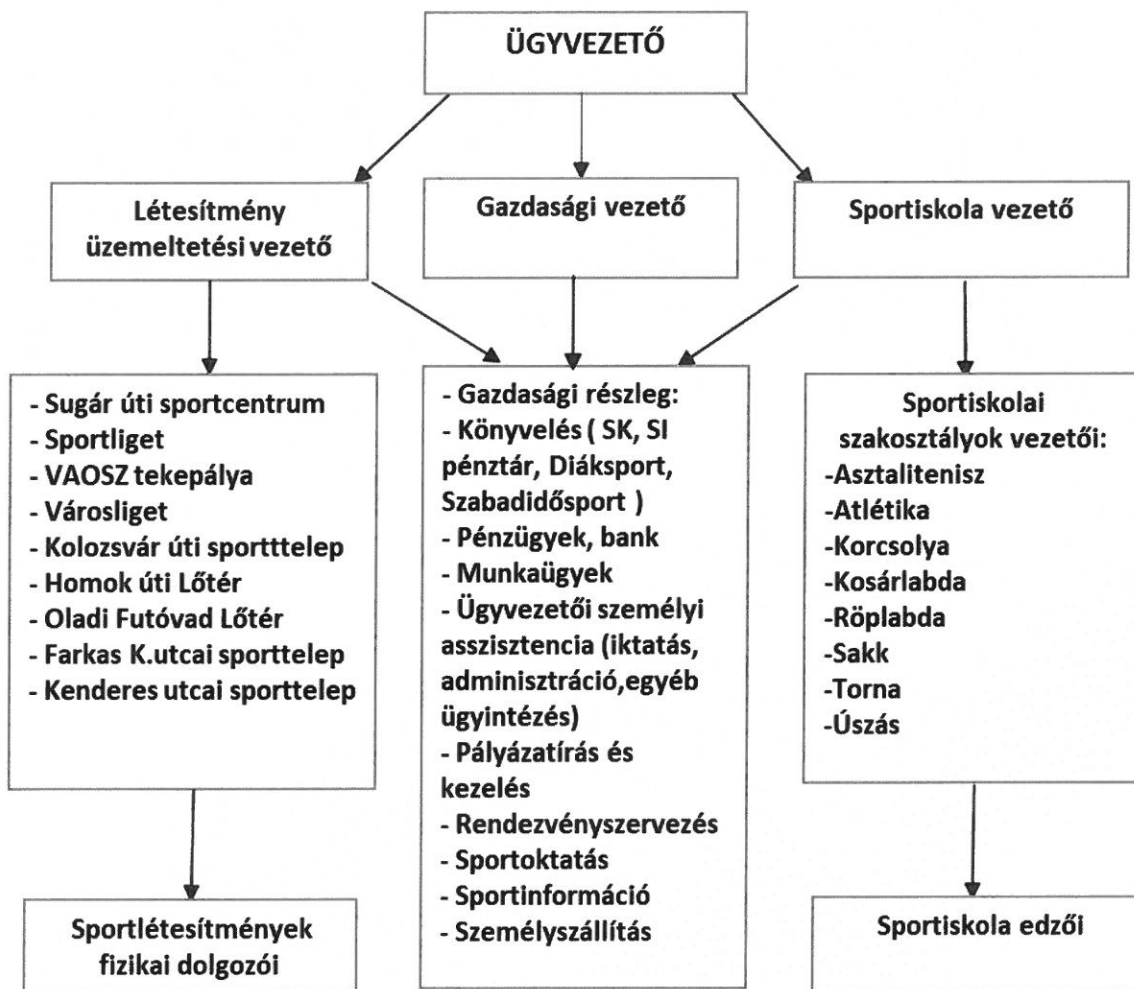 ÜGYVEZETŐ
Létesítmény
üzemeltetési vezető
Gazdasági vezető
Sportiskola vezető
- Sugár úti sportcentrum
- Sportliget
- VAOSZ tekepálya
- Városliget
- Kolozsvár úti sportttelep
- Homok úti Lőtér
- Oladi Futóvad Lőtér
- Farkas K.utcai sporttelep
- Kenderes utcai sporttelep
- Gazdasági részleg:
- Könyvelés ( SK, SI
pénztár, Diáksport,
Szabadidősport )
- Pénzügyek, bank
- Munkaügyek
- Ügyvezetői személyi
asszisztencia (iktatás,
adminisztráció,egyéb
ügyintézés)
- Pályázatírás és
kezelés
- Rendezvényszervezés
- Sportoktatás
- Sportinformáció
- Személyszállítás
Sportiskolai
szakosztályok vezetői:
-Asztalitenisz
-Atlétika
-Korcsolya
-Kosárlabda
-Röplabda
-Sakk
-Torna
-Úszás
Sportlétesítmények
fizikai dolgozói
Sportiskola edzői